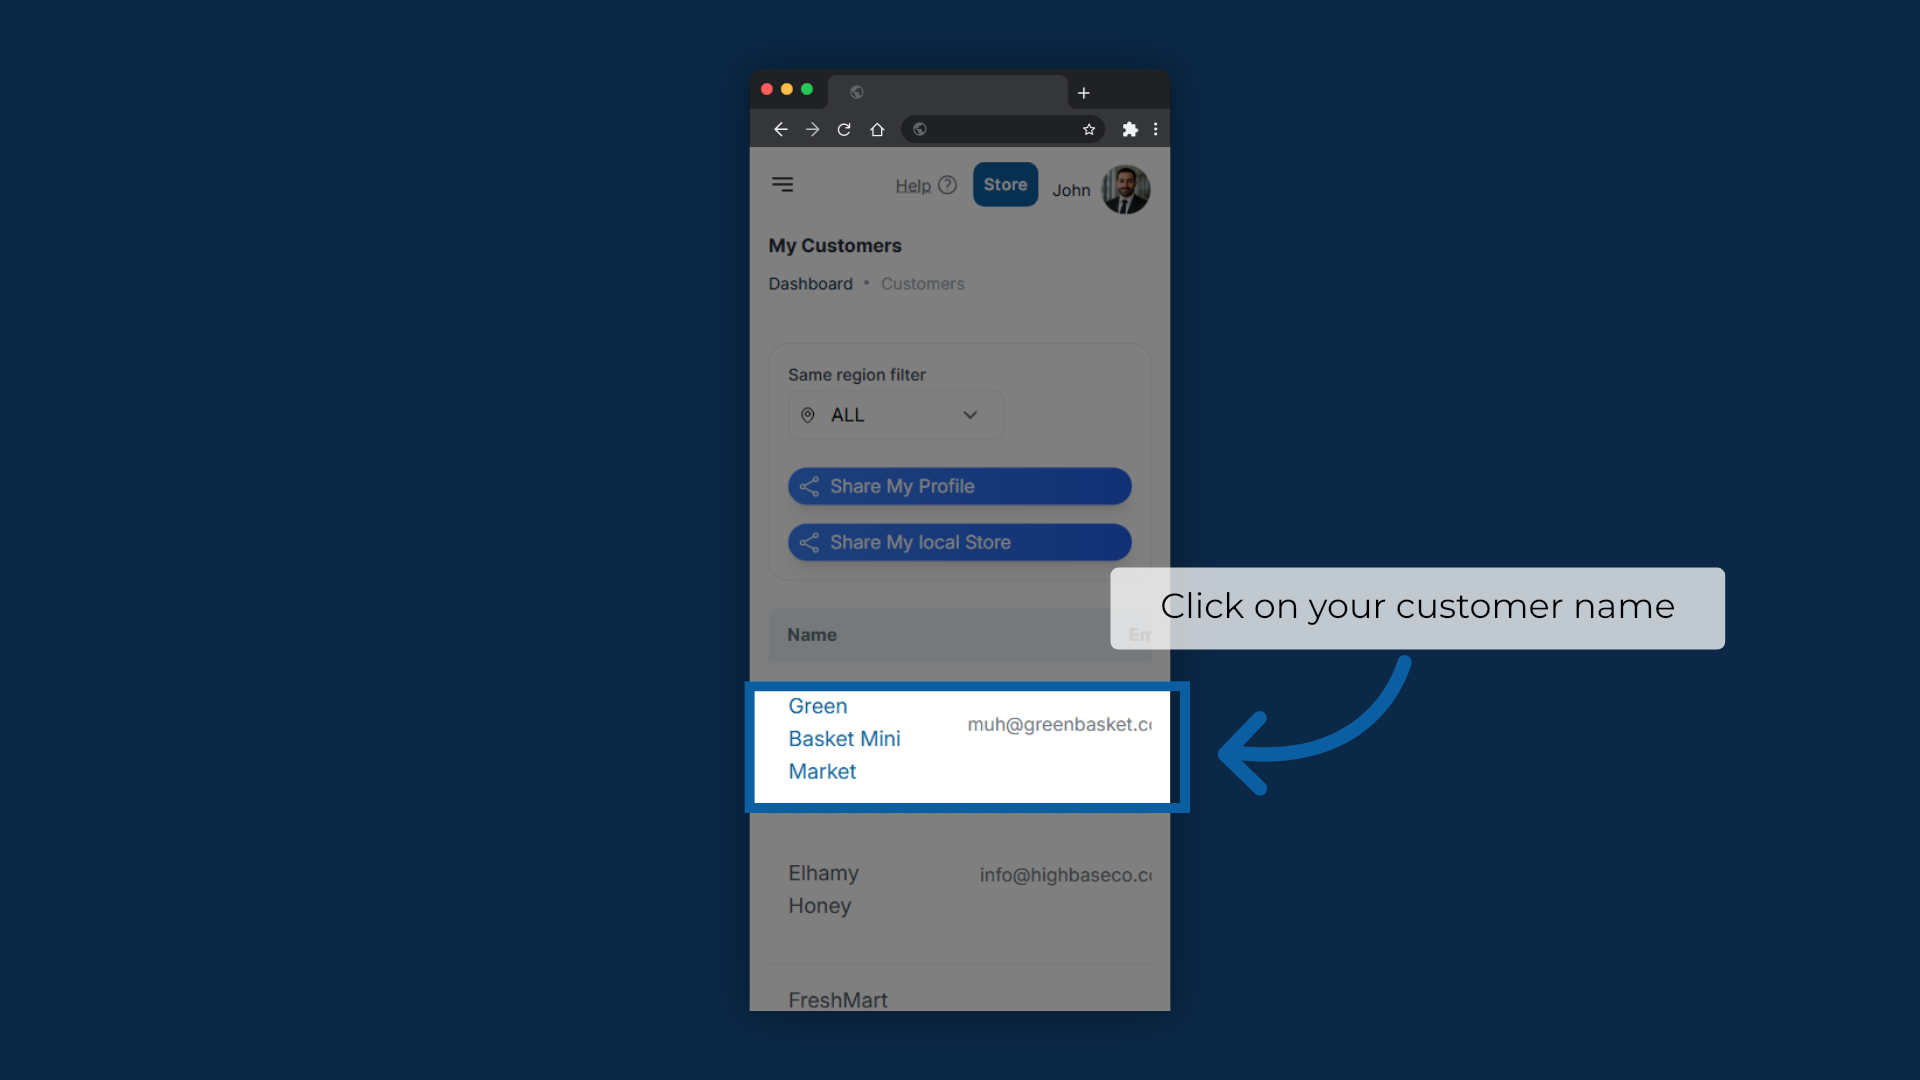 Help
Store
John
My Customers
Dashboard • Customers
Same region filter
ALL
Share My Profile
Share My local Store
Click on your customer name
Name
Green
Basket Mini
Market
muh@greenbasket.c
Elhamy
Honey
info@highbaseco.c
FreshMart